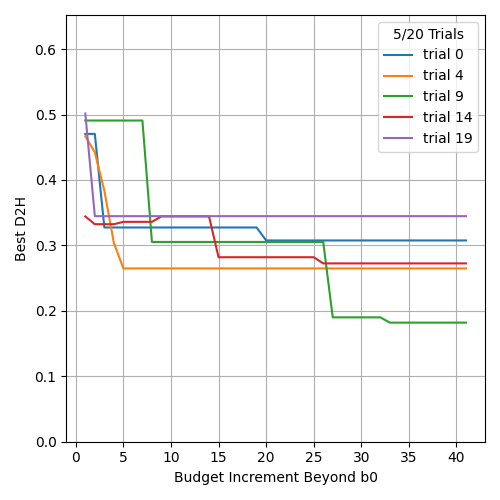 5/20 Trials
trial 0
trial 4
trial 9
trial 14
trial 19
0.6
0.5
0.4
0.3
0.2
0.1
0.0
Best D2H
0 5 10 15 20 25 30 35 40
Budget Increment Beyond b0